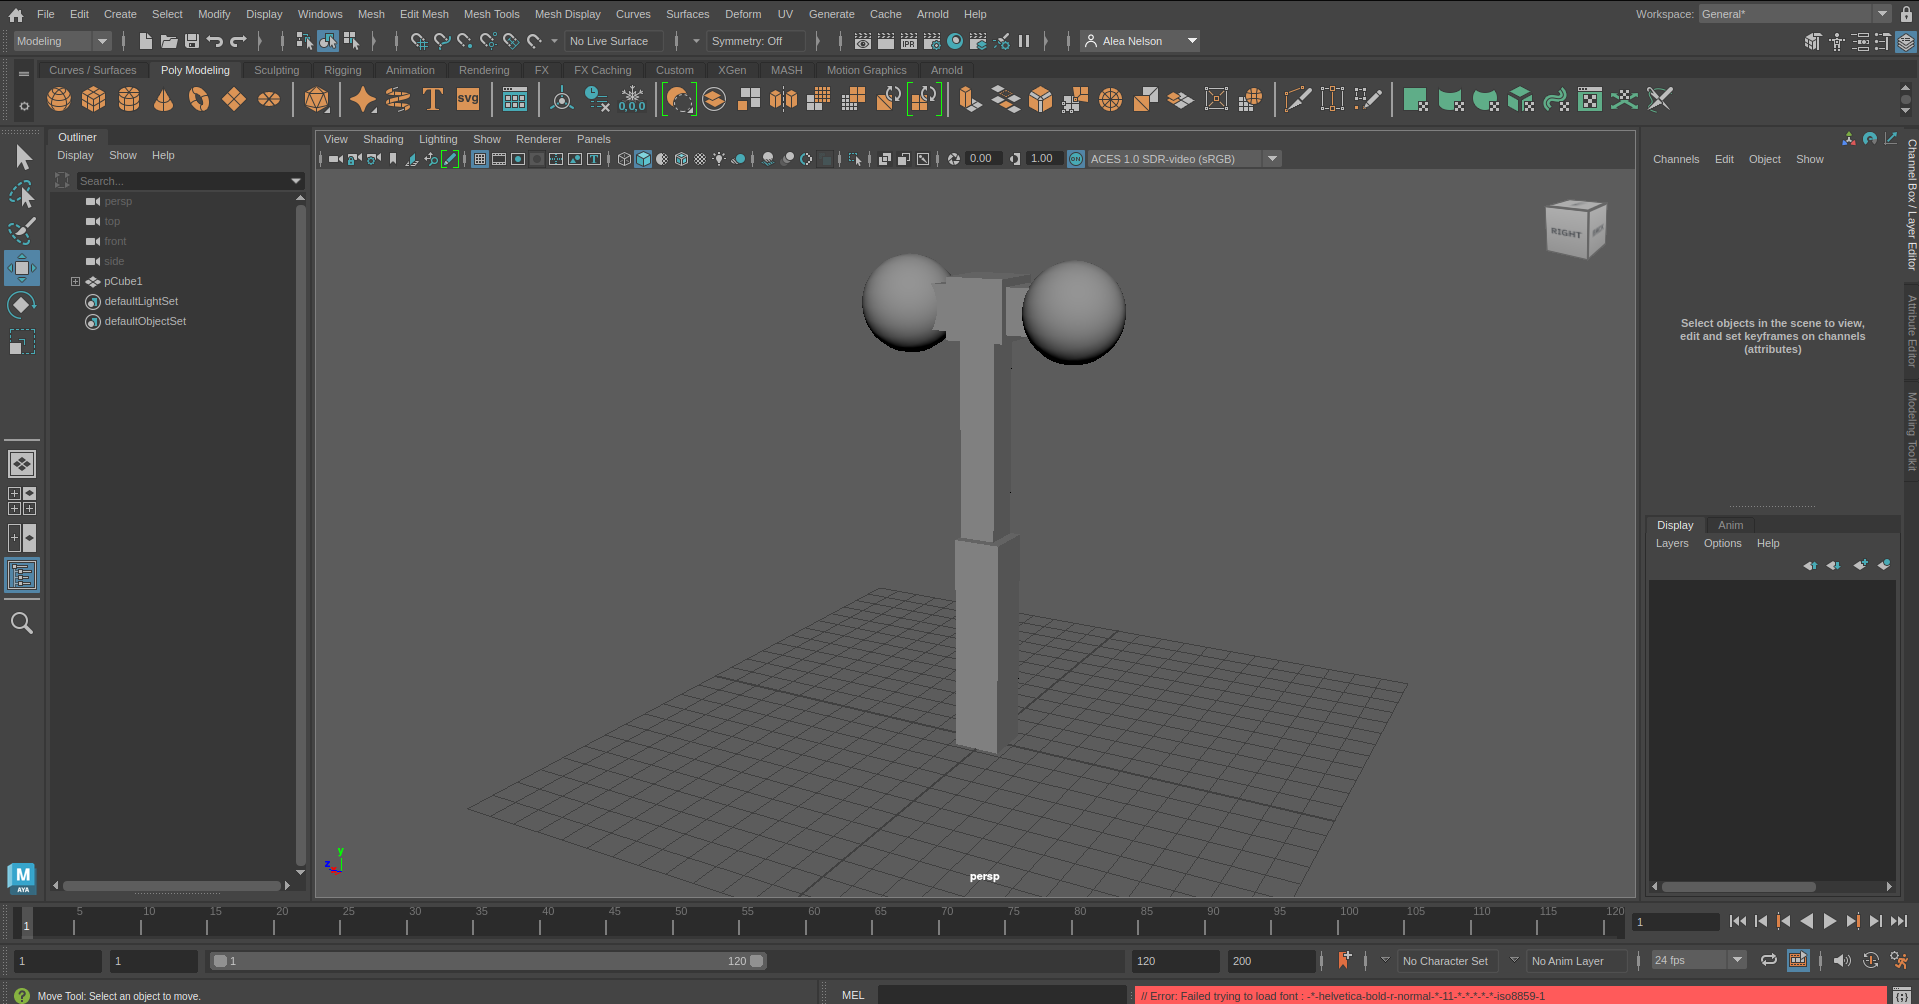 File Edit Create Select Modify Display Windows Mesh Edit Mesh Mesh Tools Mesh Display Curves Surfaces Deform UV Generate Cache Arnold Help Workspace: General*
Modeling No Live Surface Symmetry: Off IPR Alea Nelson
Curves / Surfaces Poly Modeling Sculpting Rigging Animation Rendering FX FX Caching Custom XGen MASH Motion Graphics Arnold
T svg 0,0,0
Outliner
Display Show Help
Search...
persp
top
front
side
pCube1
defaultLightSet
defaultObjectSet
View Shading Lighting Show Renderer Panels
0.00 1.00 ON ACES 1.0 SDR-video (sRGB)
RIGHT BACK
y
z
persp
Channels Edit Object Show
Select objects in the scene to view,
edit and set keyframes on channels
(attributes)
Channel Box / Layer Editor
Attribute Editor
Modeling Toolkit
Display Anim
Layers Options Help
M
AYA
1 5 10 15 20 25 30 35 40 45 50 55 60 65 70 75 80 85 90 95 100 105 110 115 120 1
1 1 1 120 120 200 No Character Set No Anim Layer 24 fps
Move Tool: Select an object to move. MEL // Error: Failed trying to load font : -*-helvetica-bold-r-normal-*-11-*-*-*-*-*-iso8859-1